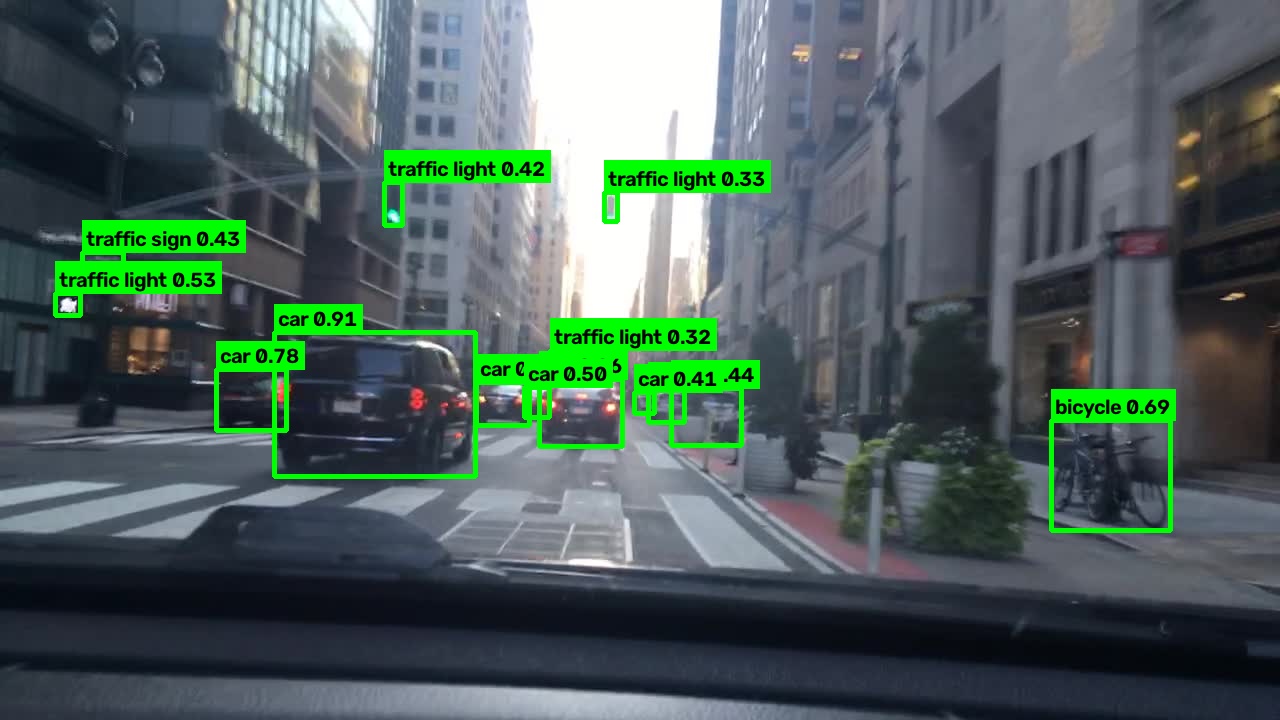 traffic light 0.42
traffic light 0.33
traffic sign 0.43
traffic light 0.53
car 0.91
traffic light 0.32
car 0.78
car 0.50
car 0.41
.44
bicycle 0.69